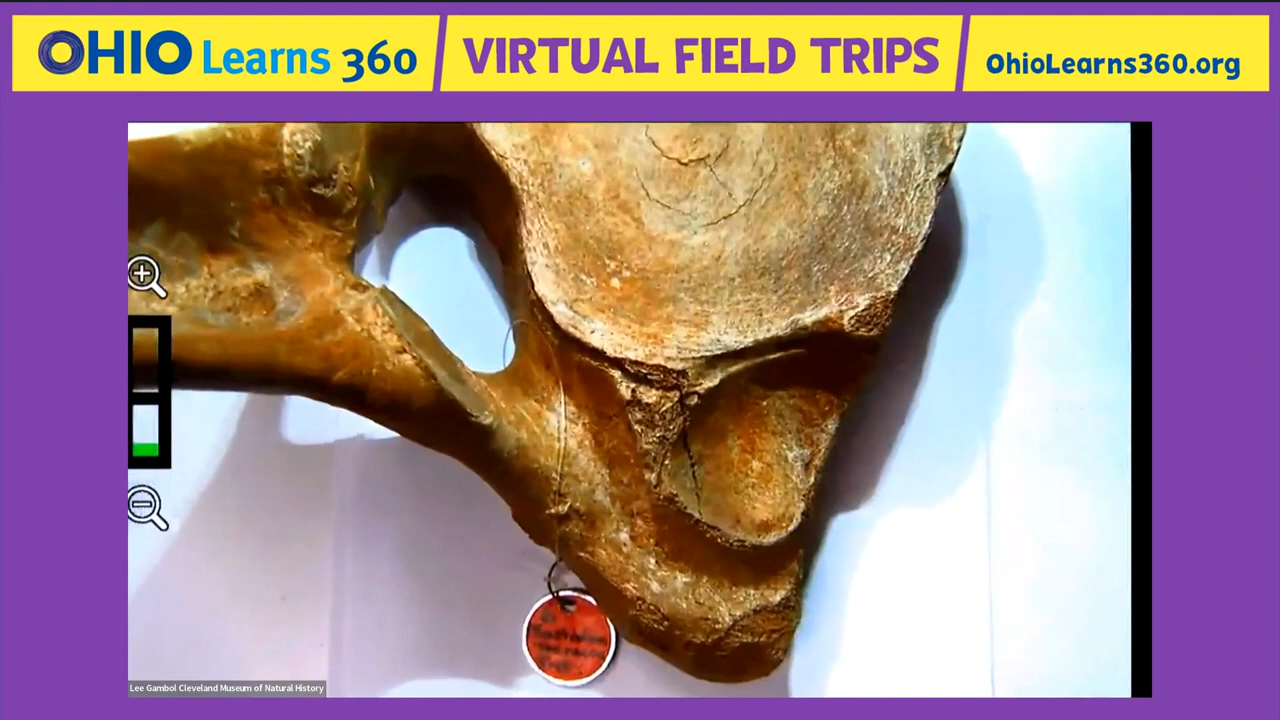 OHIO Learns 360
VIRTUAL FIELD TRIPS
OhioLearns360.org
Lee Gambol Cleveland Museum of Natural History